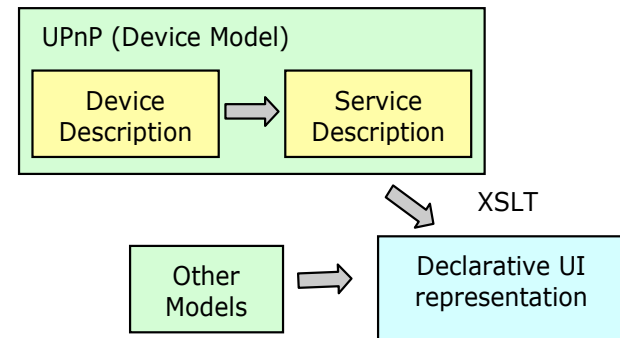 UPnP (Device Model)
Device
Description
Service
Description
XSLT
Other
Models
Declarative UI
representation